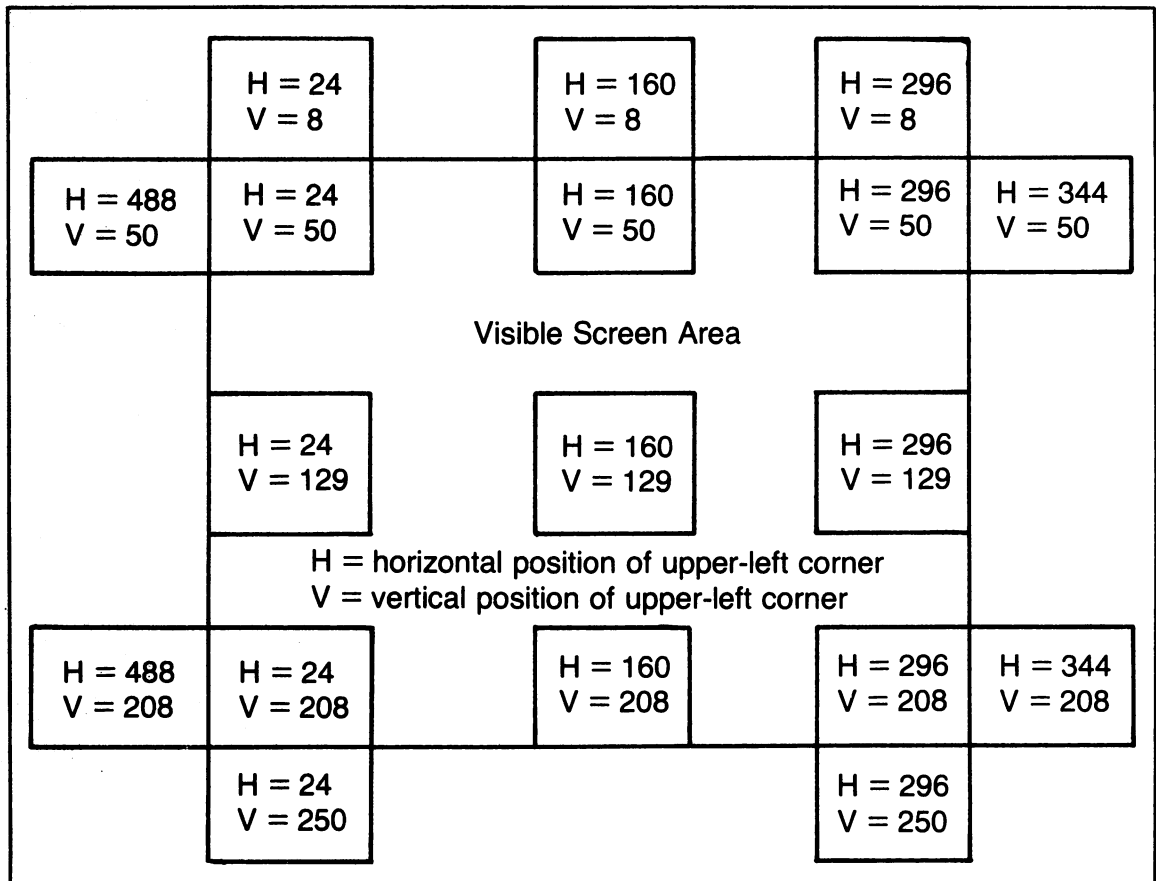 H = 24
V = 8
H = 160
V = 8
H = 296
V = 8
H = 488
V = 50
H = 24
V = 50
H = 160
V = 50
H = 296
V = 50
H = 344
V = 50
Visible Screen Area
H = 24
V = 129
H = 160
V = 129
H = 296
V = 129
H = horizontal position of upper-left corner
V = vertical position of upper-left corner
H = 488
V = 208
H = 24
V = 208
H = 160
V = 208
H = 296
V = 208
H = 344
V = 208
H = 24
V = 250
H = 296
V = 250